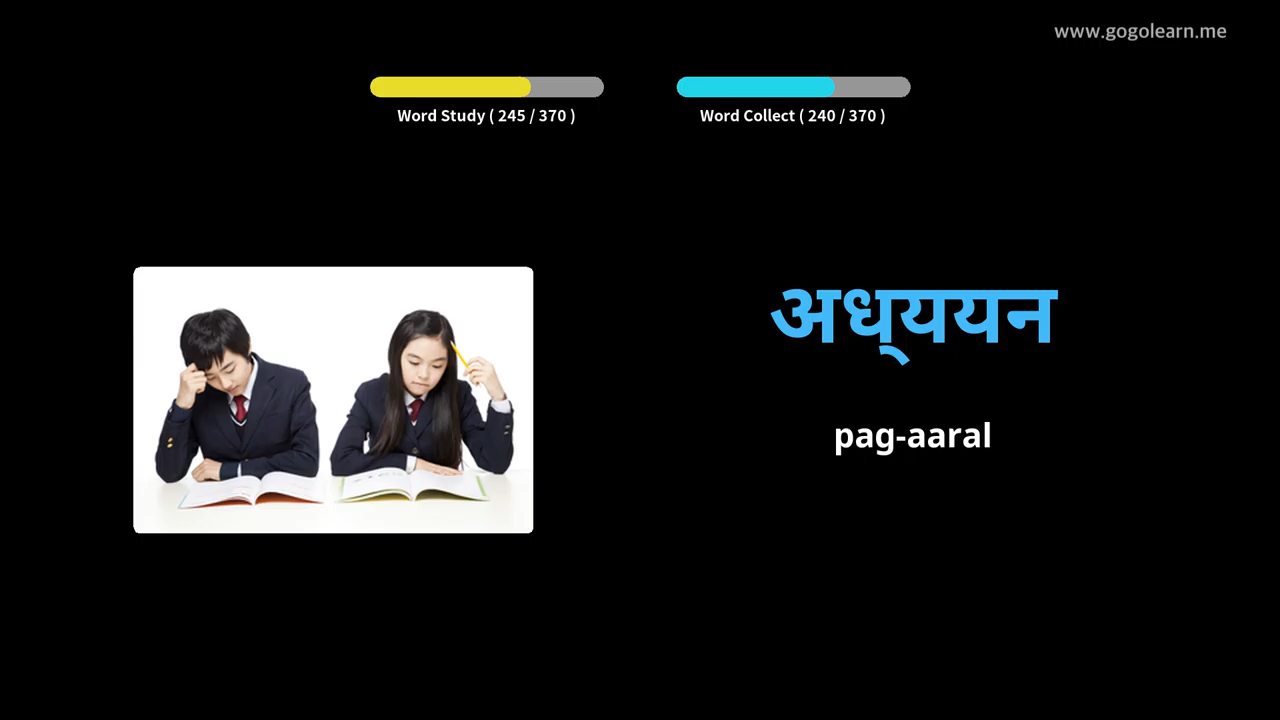 www.gogolearn.me
Word Study ( 245 / 370 )
Word Collect ( 240 / 370 )
अध्ययन
pag-aaral